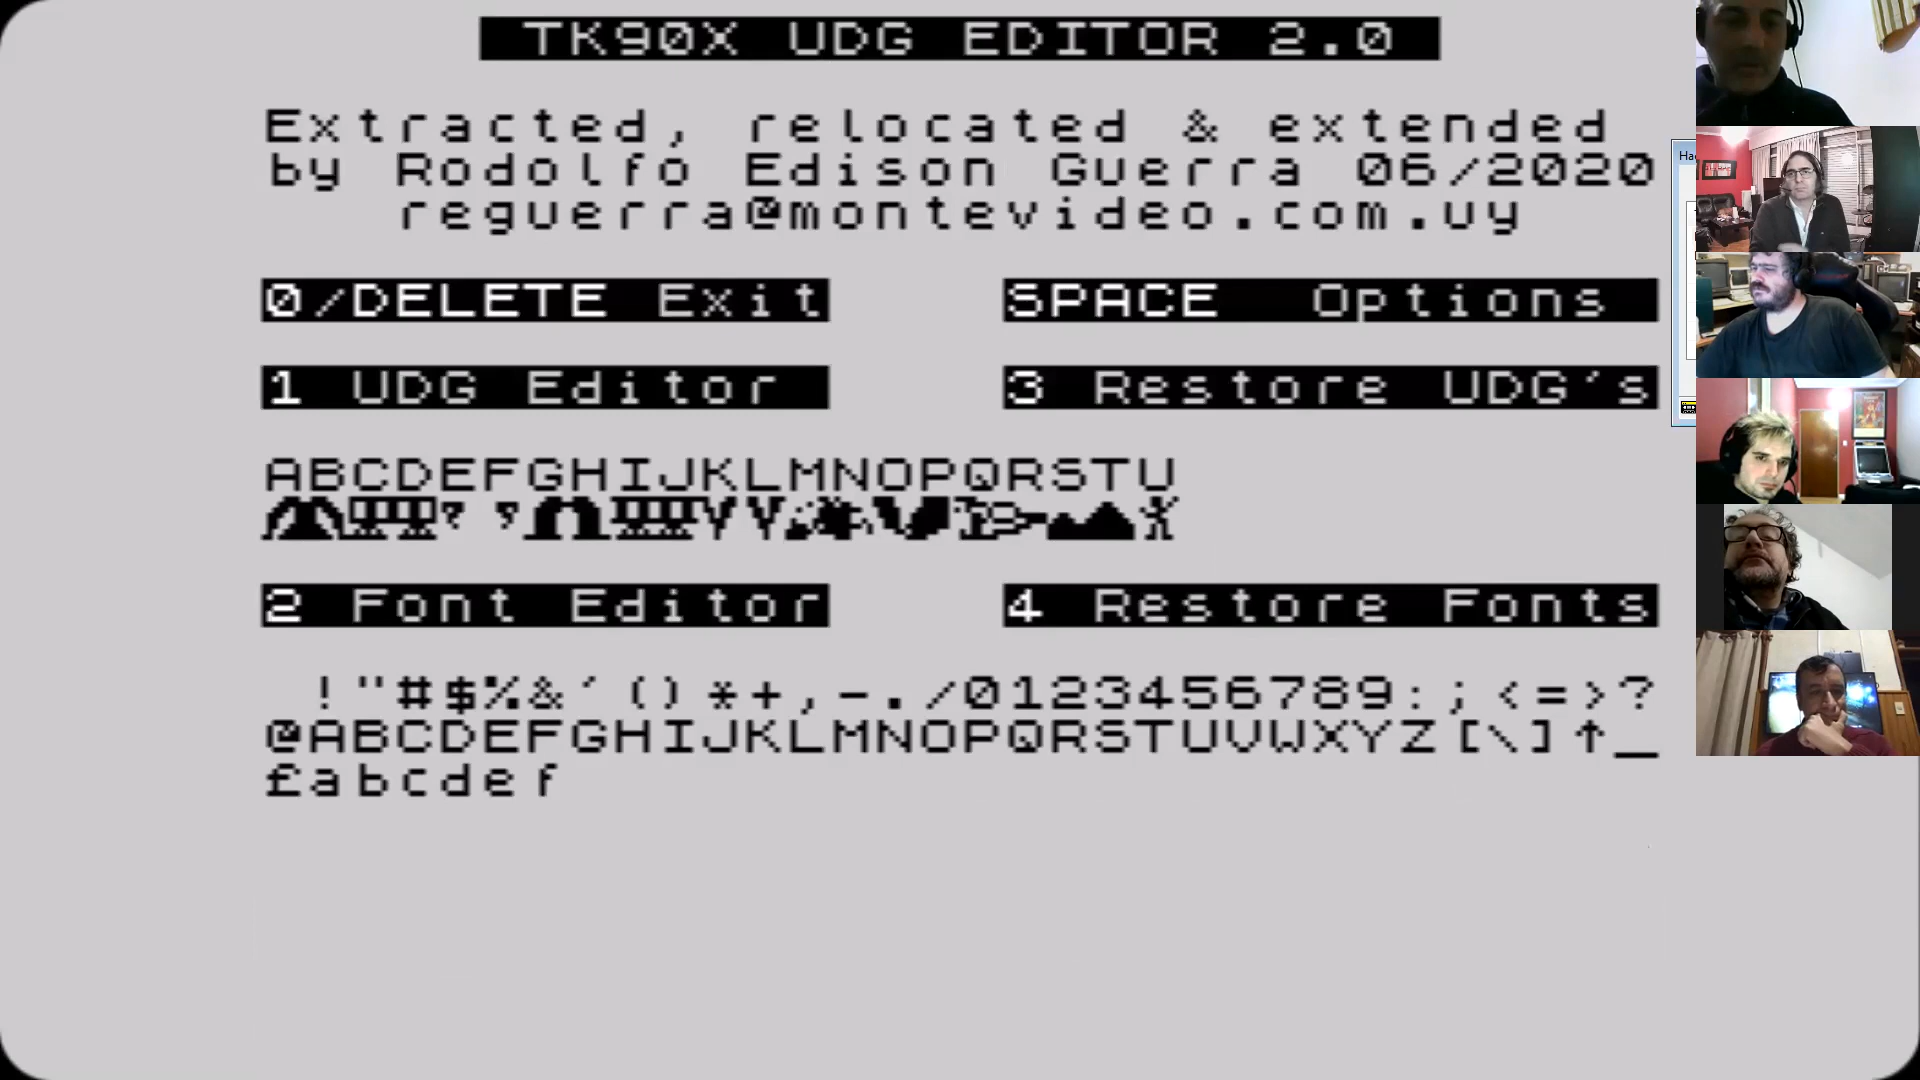 TK90X UDG EDITOR 2.0
Extracted, relocated & extended
by Rodolfo Edison Guerra 06/2020
reguerra@montevideo.com.uy
0/DELETE Exit SPACE Options
1 UDG Editor 3 Restore UDG's
ABCDEFGHIJKLMNOPQRSTU
2 Font Editor 4 Restore Fonts
!"#$%&'()*+,-./0123456789:;<=>?
@ABCDEFGHIJKLMNOPQRSTUVWXYZ[\]↑_
£abcdef